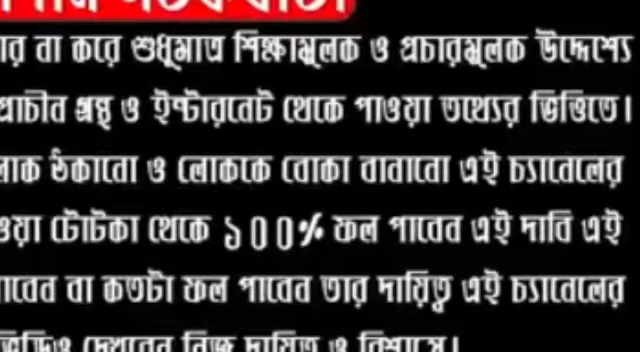 না করে শুধুমাত্র শিক্ষামূলক ও প্রচারমূলক উদ্দেশ্যে
প্রাচীন গ্রন্থ ও ইন্টারনেট থেকে পাওয়া তথ্যের ভিত্তিতে।
ঠকানো ও লোককে বোকা বানানো এই চ্যানেলের
টোটকা থেকে ১০০% ফল পাবেন এই দাবি এই
না কতটা ফল পাবেন তার দায়িত্ব এই চ্যানেলের
দেখবেন নিজ দায়িত্ব ও বিশ্বাসে।